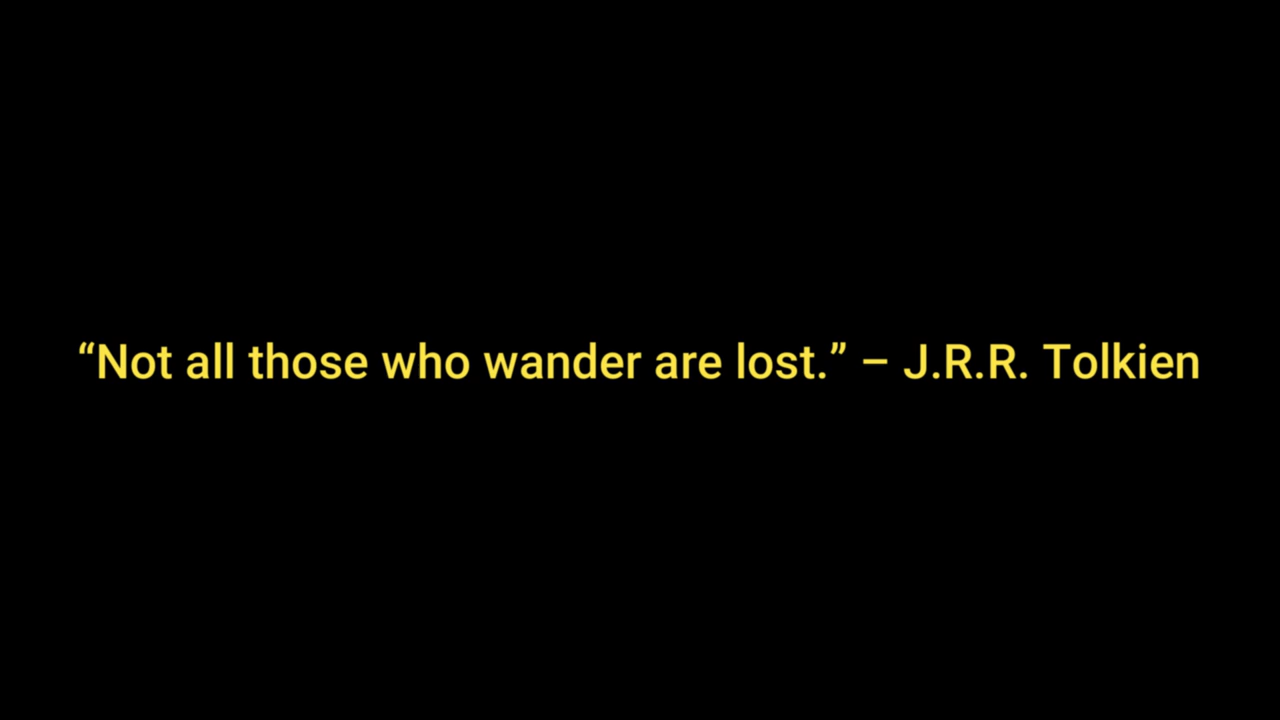 “Not all those who wander are lost.” – J.R.R. Tolkien